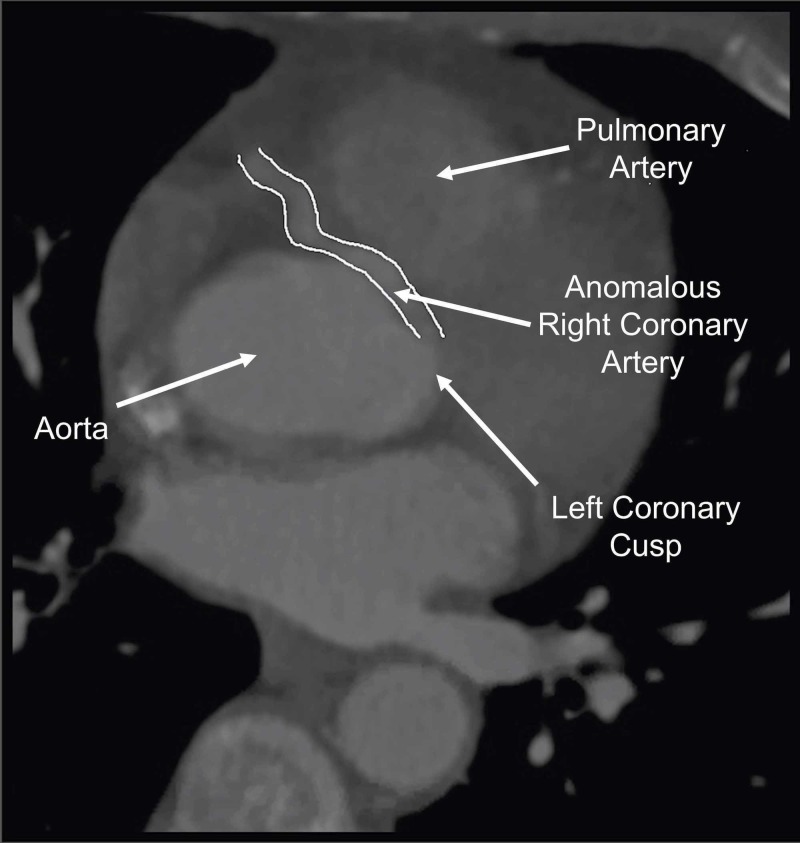 Pulmonary
Artery
Anomalous
Right Coronary
Artery
Aorta
Left Coronary
Cusp